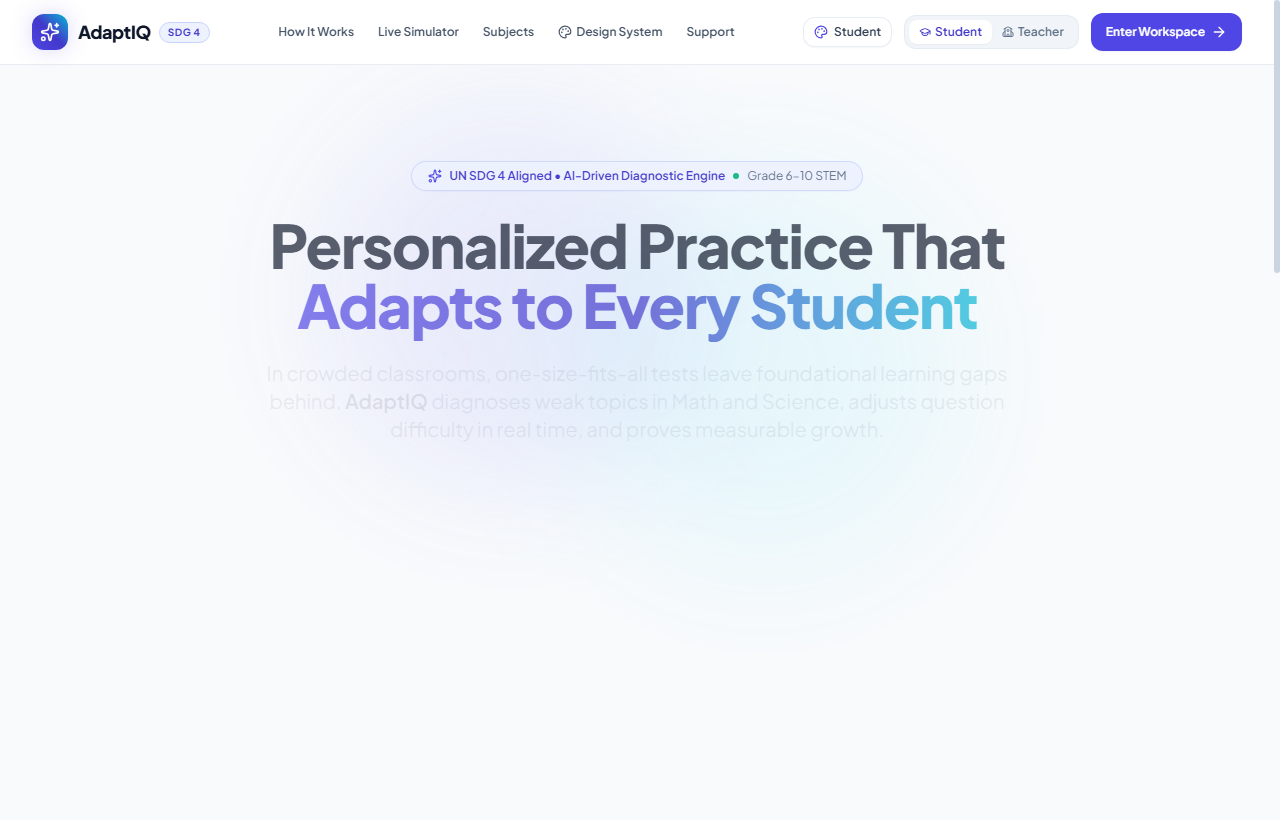 AdaptIQ SDG 4 How It Works Live Simulator Subjects Design System Support Student Student Teacher Enter Workspace
UN SDG 4 Aligned • AI-Driven Diagnostic Engine Grade 6–10 STEM
Personalized Practice That
Adapts to Every Student
In crowded classrooms, one-size-fits-all tests leave foundational learning gaps
behind. AdaptIQ diagnoses weak topics in Math and Science, adjusts question
difficulty in real time, and proves measurable growth.